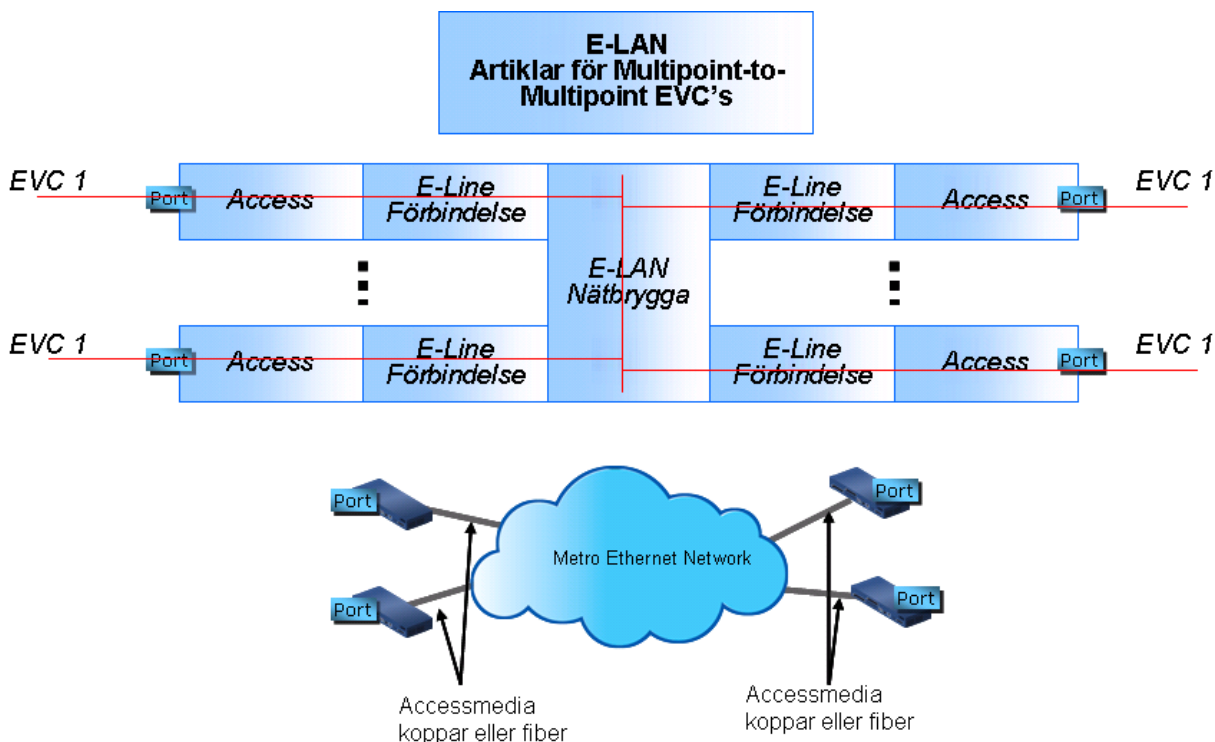 E-LAN
Artiklar för Multipoint-to-
Multipoint EVC's
EVC 1
Port
Access
E-Line
Förbindelse
E-LAN
Nätbrygga
E-Line
Förbindelse
Access
Port
EVC 1
EVC 1
Port
Access
E-Line
Förbindelse
E-Line
Förbindelse
Access
Port
EVC 1
Port
Port
Metro Ethernet Network
Port
Port
Accessmedia
koppar eller fiber
Accessmedia
koppar eller fiber